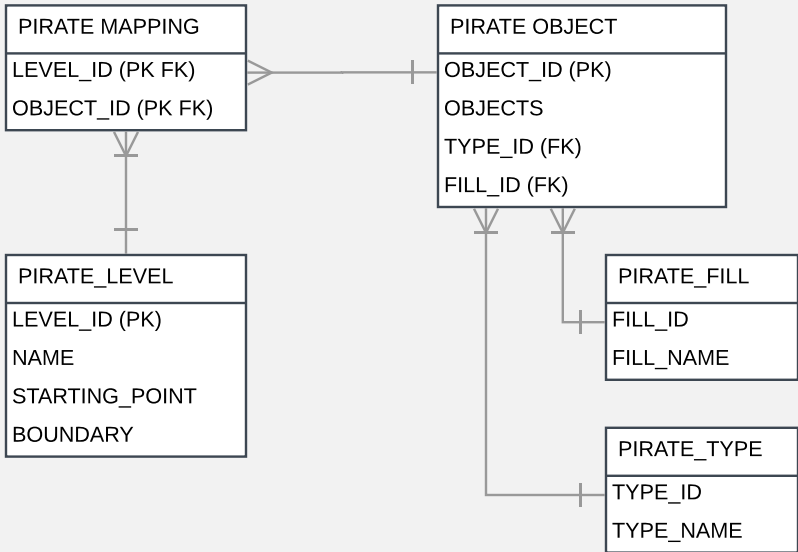 PIRATE MAPPING
LEVEL_ID (PK FK)
OBJECT_ID (PK FK)
PIRATE OBJECT
OBJECT_ID (PK)
OBJECTS
TYPE_ID (FK)
FILL_ID (FK)
PIRATE_LEVEL
LEVEL_ID (PK)
NAME
STARTING_POINT
BOUNDARY
PIRATE_FILL
FILL_ID
FILL_NAME
PIRATE_TYPE
TYPE_ID
TYPE_NAME